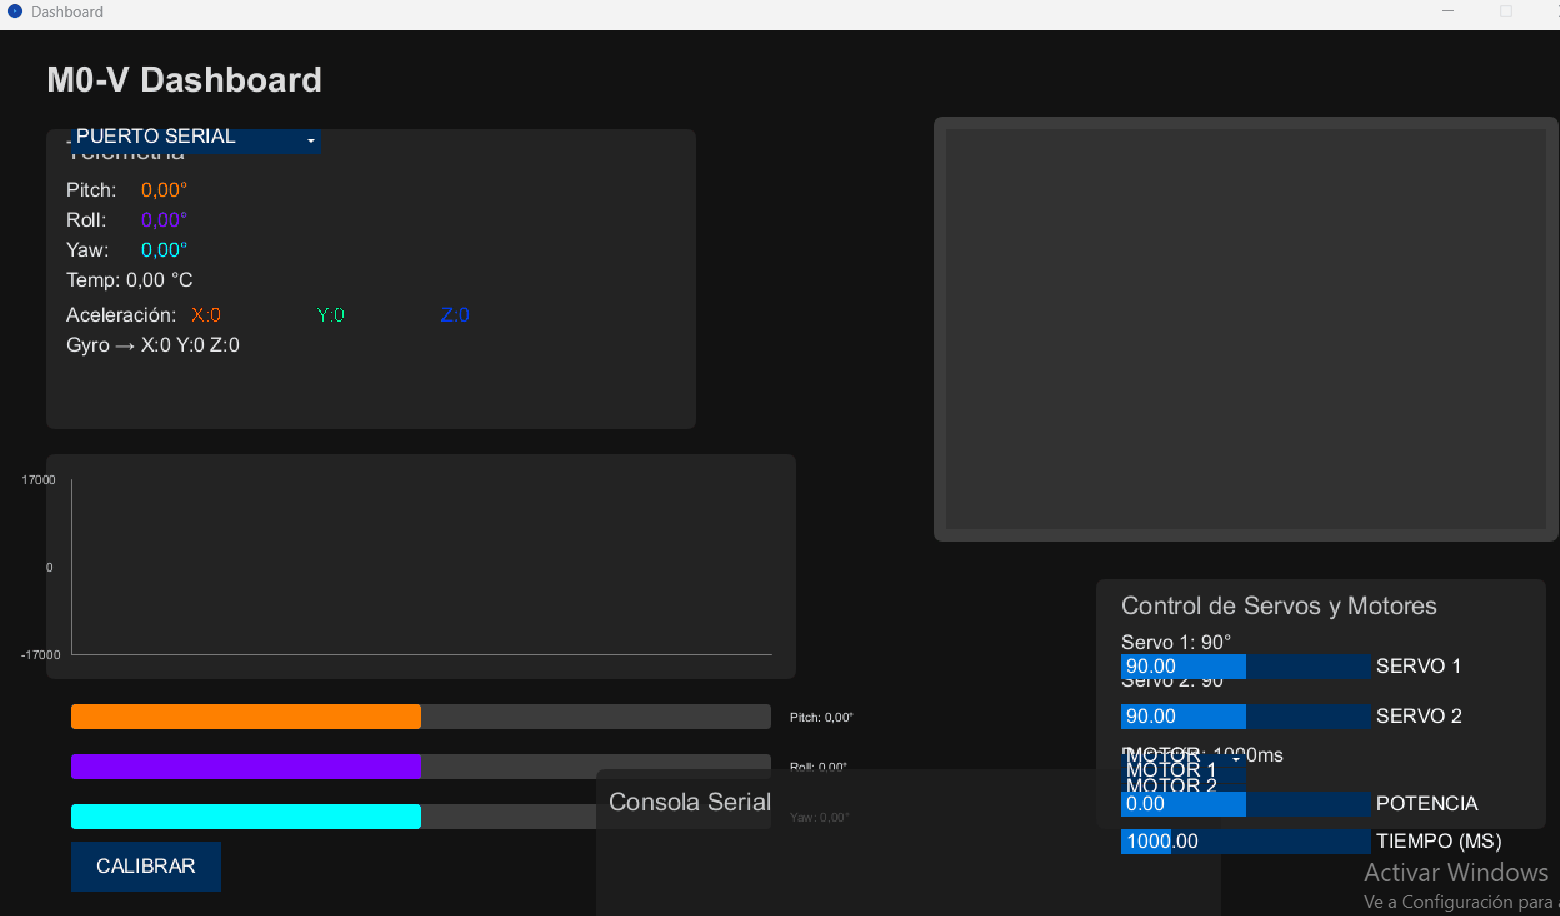 Dashboard
M0-V Dashboard
PUERTO SERIAL
Telemetría
Pitch: 0,00°
Roll: 0,00°
Yaw: 0,00°
Temp: 0,00 °C
Aceleración: X:0 Y:0 Z:0
Gyro → X:0 Y:0 Z:0
17000
0
-17000
Pitch: 0,00°
Roll: 0,00°
Yaw: 0,00°
CALIBRAR
Consola Serial
Control de Servos y Motores
Servo 1: 90°
90.00 SERVO 1
Servo 2: 90°
90.00 SERVO 2
MOTOR 1000ms
MOTOR 1
MOTOR 2
0.00 POTENCIA
1000.00 TIEMPO (MS)
Activar Windows
Ve a Configuración para